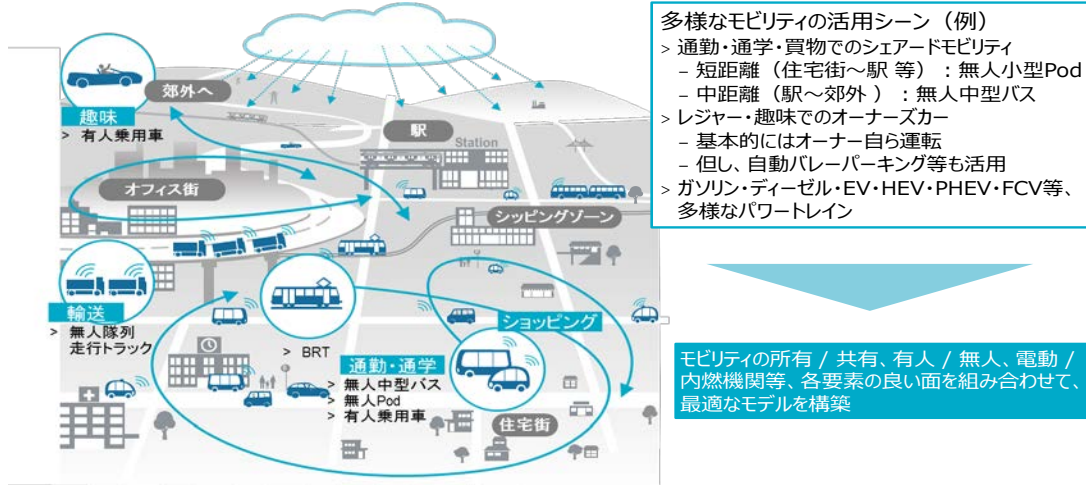 郊外へ
趣味
> 有人乗用車
駅
Station
オフィス街
シッピングゾーン
輸送
> 無人隊列
走行トラック
> BRT
ショッピング
通勤・通学
> 無人中型バス
> 無人Pod
> 有人乗用車
住宅街
多様なモビリティの活用シーン（例）
> 通勤・通学・買物でのシェアードモビリティ
– 短距離（住宅街～駅 等）：無人小型Pod
– 中距離（駅～郊外 ）：無人中型バス
> レジャー・趣味でのオーナーズカー
– 基本的にはオーナー自ら運転
– 但し、自動バレーパーキング等も活用
> ガソリン・ディーゼル・EV・HEV・PHEV・FCV等、
多様なパワートレイン
モビリティの所有 / 共有、有人 / 無人、電動 /
内燃機関等、各要素の良い面を組み合わせて、
最適なモデルを構築